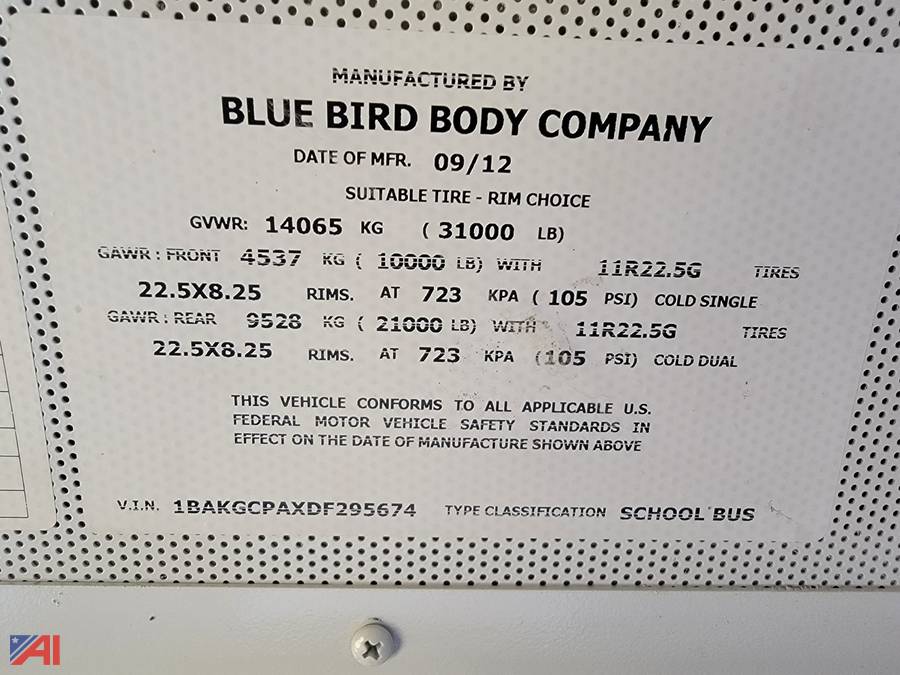 MANUFACTURED BY
BLUE BIRD BODY COMPANY
DATE OF MFR. 09/12
SUITABLE TIRE - RIM CHOICE
GVWR: 14065 KG ( 31000 LB)
GAWR : FRONT 4537 KG ( 10000 LB) WITH 11R22.5G TIRES
22.5X8.25 RIMS. AT 723 KPA ( 105 PSI) COLD SINGLE
GAWR : REAR 9528 KG ( 21000 LB) WITH 11R22.5G TIRES
22.5X8.25 RIMS. AT 723 KPA (105 PSI) COLD DUAL
THIS VEHICLE CONFORMS TO ALL APPLICABLE U.S.
FEDERAL MOTOR VEHICLE SAFETY STANDARDS IN
EFFECT ON THE DATE OF MANUFACTURE SHOWN ABOVE
V.I.N. 1BAKGCPAXDF295674 TYPE CLASSIFICATION SCHOOL BUS
AI